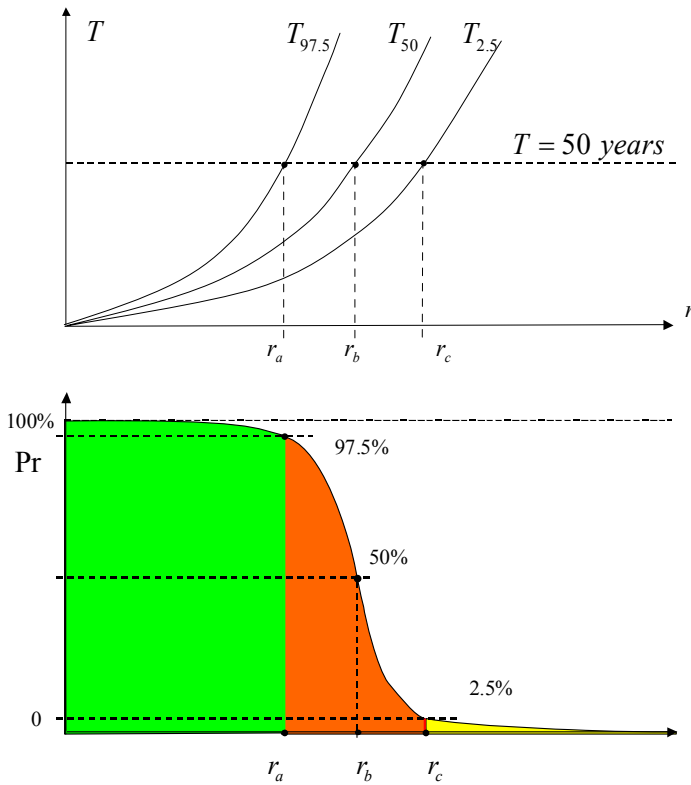 T
T97.5
T50
T2.5
T = 50 years
r
ra
rb
rc
100%
Pr
97.5%
50%
2.5%
0
ra
rb
rc